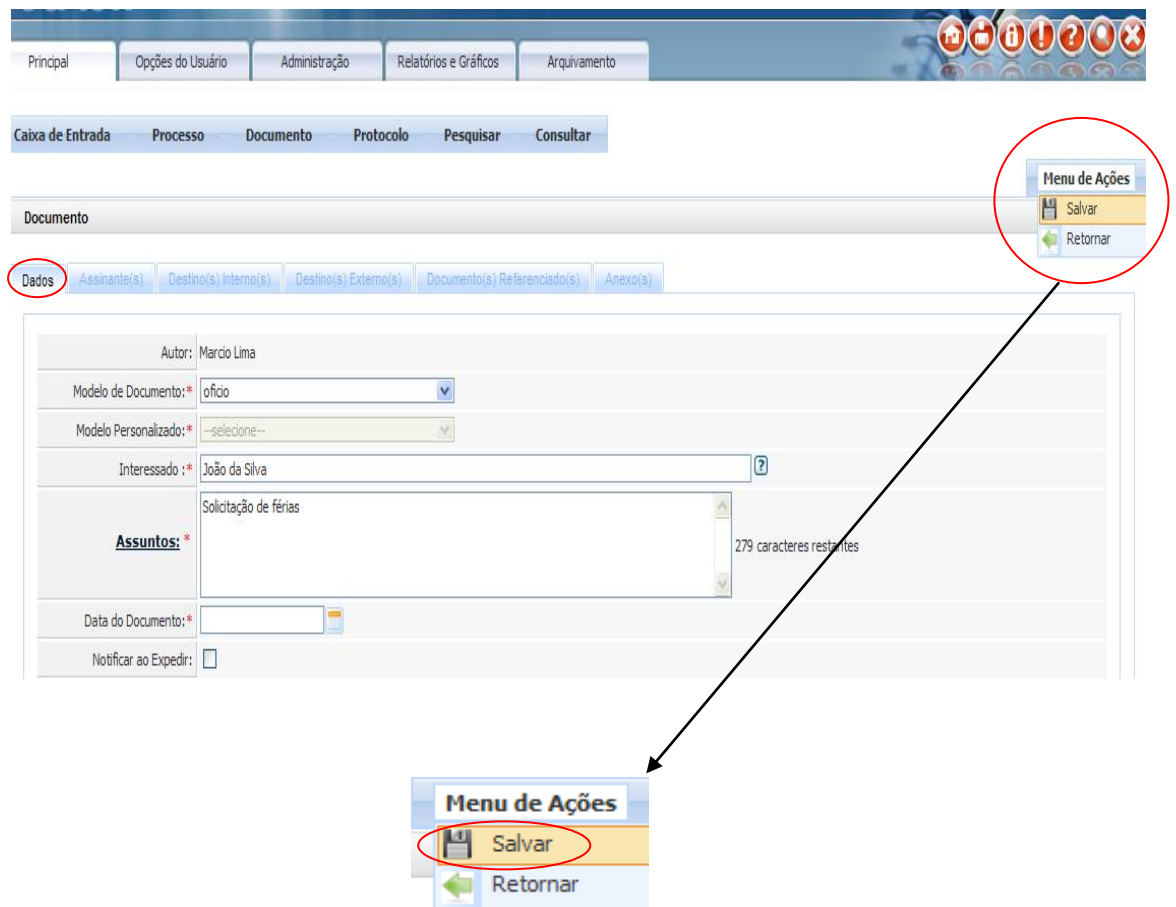 Principal Opções do Usuário Administração Relatórios e Gráficos Arquivamento
Caixa de Entrada Processo Documento Protocolo Pesquisar Consultar
Menu de Ações
Salvar
Retornar
Documento
Dados Assinante(s) Destino(s) Interno(s) Destino(s) Externo(s) Documento(s) Referenciado(s) Anexo(s)
Autor: Marcio Lima
Modelo de Documento:* oficio
Modelo Personalizado:* --selecione--
Interessado :* João da Silva ?
Solicitação de férias
Assuntos: *
279 caracteres restantes
Data do Documento:*
Notificar ao Expedir:
Menu de Ações
Salvar
Retornar